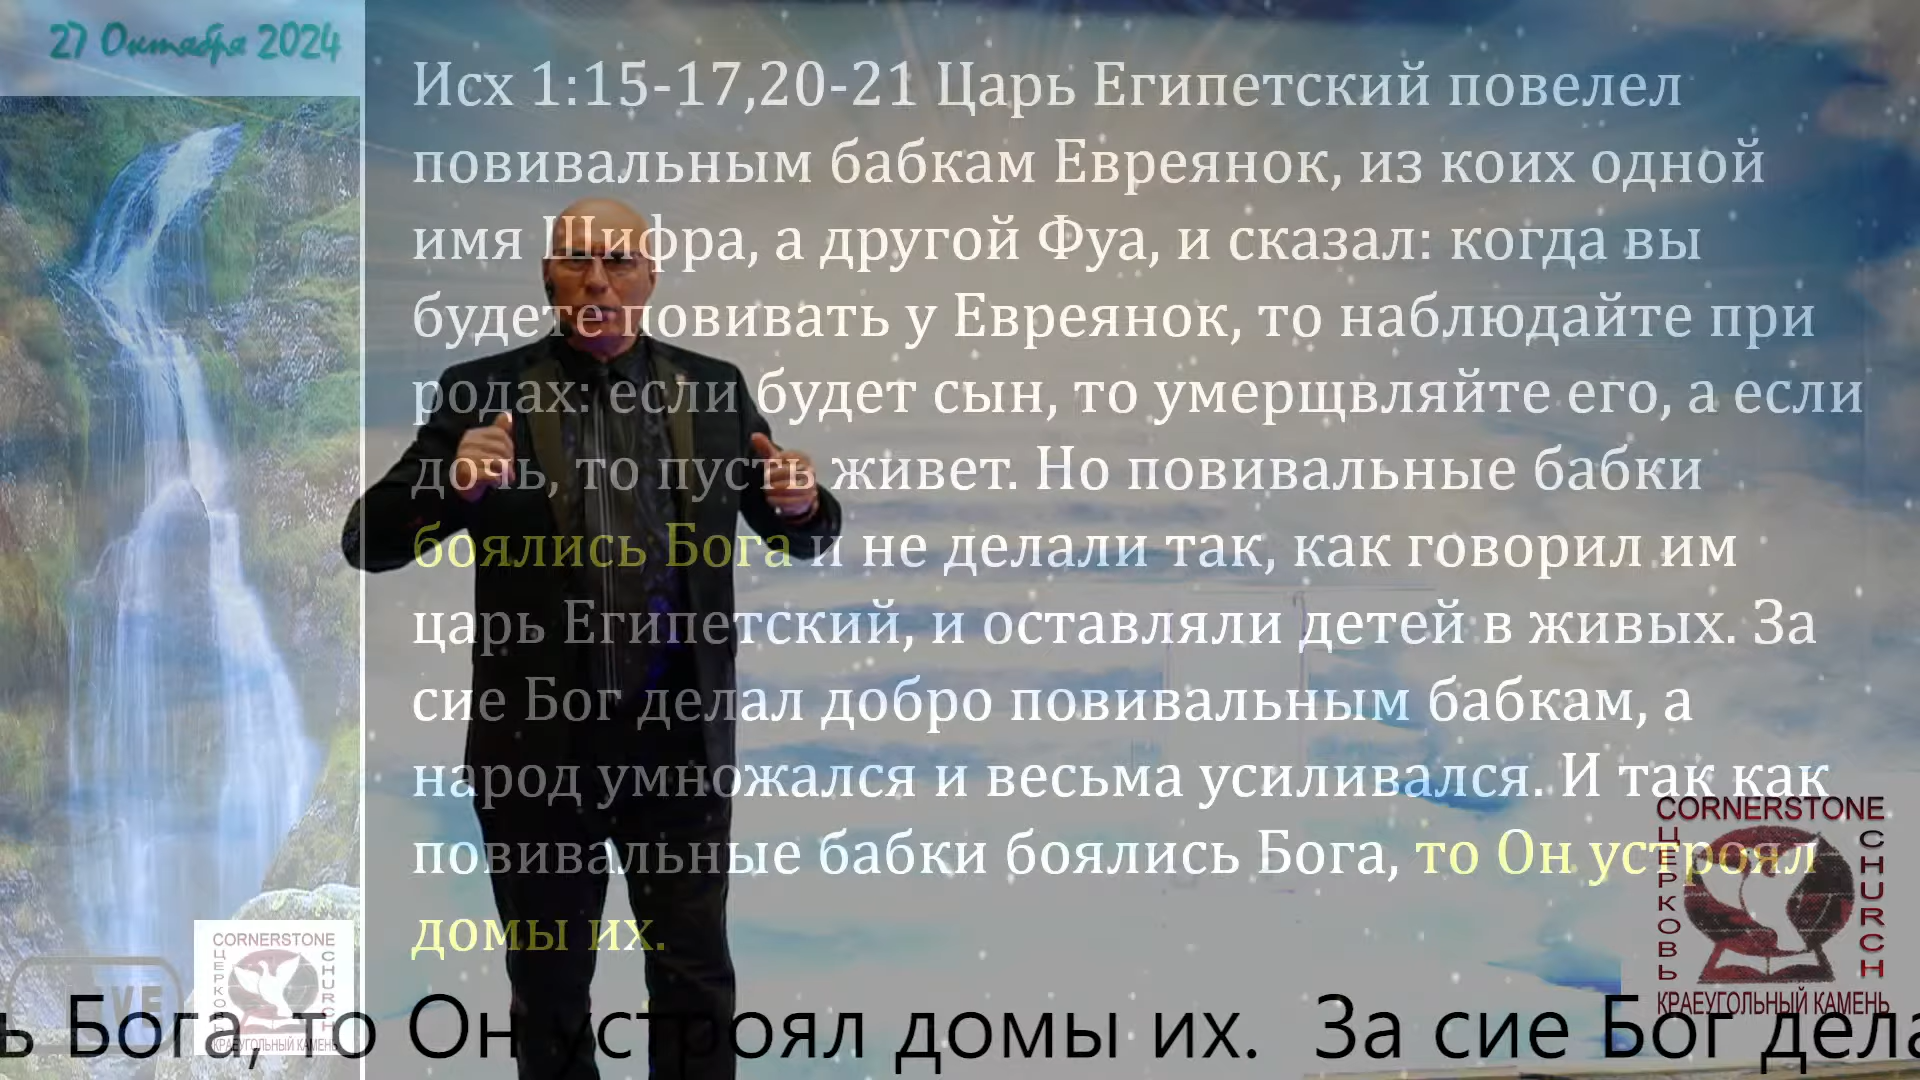 27 Октября 2024
Исх 1:15-17,20-21 Царь Египетский повелел
повивальным бабкам Евреянок, из коих одной
имя Шифра, а другой Фуа, и сказал: когда вы
будете повивать у Евреянок, то наблюдайте при
родах: если будет сын, то умерщвляйте его, а если
дочь, то пусть живет. Но повивальные бабки
боялись Бога и не делали так, как говорил им
царь Египетский, и оставляли детей в живых. За
сие Бог делал добро повивальным бабкам, а
народ умножался и весьма усиливался. И так как
повивальные бабки боялись Бога, то Он устроял
домы их.
CORNERSTONE
ЦЕРКОВЬ
CHURCH
КРАЕУГОЛЬНЫЙ КАМЕНЬ
CORNERSTONE
CHURCH
КРАЕУГОЛЬНЫЙ КАМЕНЬ
ь Бога, то Он устроял домы их. За сие Бог дела